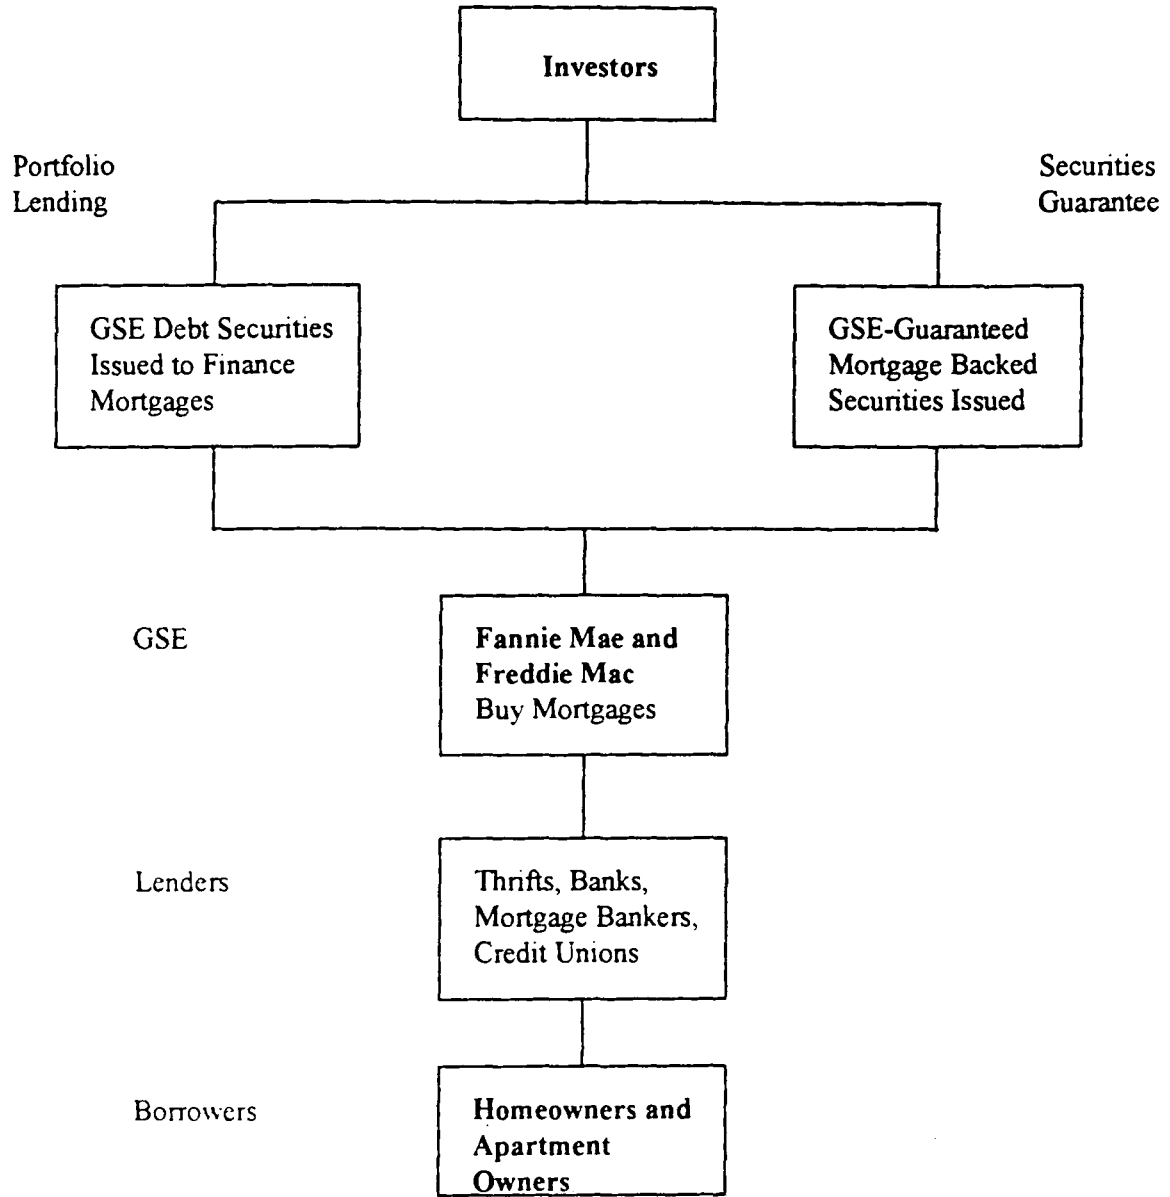 Investors
Portfolio
Lending
Securities
Guarantee
GSE Debt Securities
Issued to Finance
Mortgages
GSE-Guaranteed
Mortgage Backed
Securities Issued
GSE
Fannie Mae and
Freddie Mac
Buy Mortgages
Lenders
Thrifts, Banks,
Mortgage Bankers,
Credit Unions
Borrowers
Homeowners and
Apartment
Owners